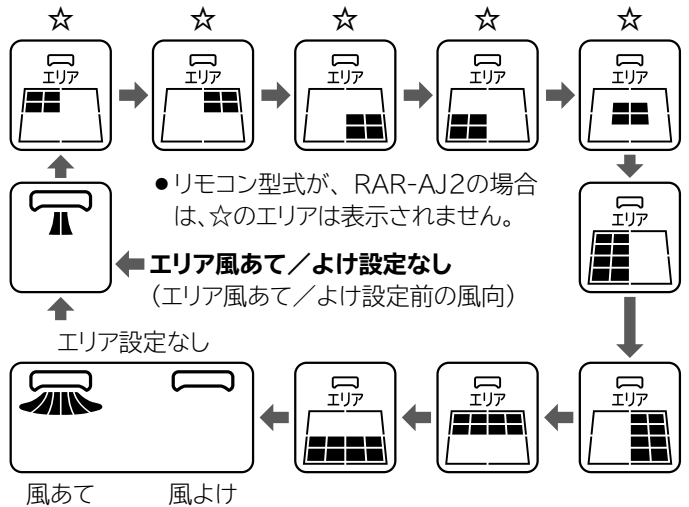 ☆ ☆ ☆ ☆ ☆
エリア エリア エリア エリア エリア
●リモコン型式が、RAR-AJ2の場合
は、☆のエリアは表示されません。
エリア
エリア風あて／よけ設定なし
（エリア風あて／よけ設定前の風向）
エリア設定なし
エリア エリア エリア
風あて 風よけ